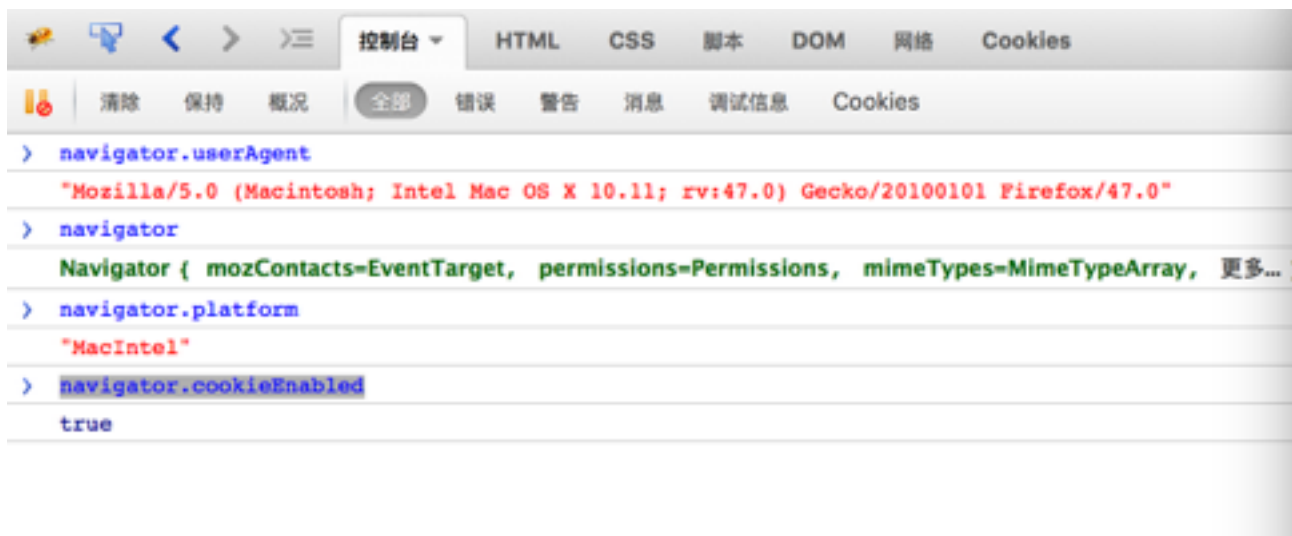 控制台 HTML CSS 脚本 DOM 网络 Cookies
清除 保持 概况 全部 错误 警告 消息 调试信息 Cookies
navigator.userAgent
"Mozilla/5.0 (Macintosh; Intel Mac OS X 10.11; rv:47.0) Gecko/20100101 Firefox/47.0"
navigator
Navigator { mozContacts=EventTarget, permissions=Permissions, mimeTypes=MimeTypeArray, 更多...
navigator.platform
"MacIntel"
navigator.cookieEnabled
true